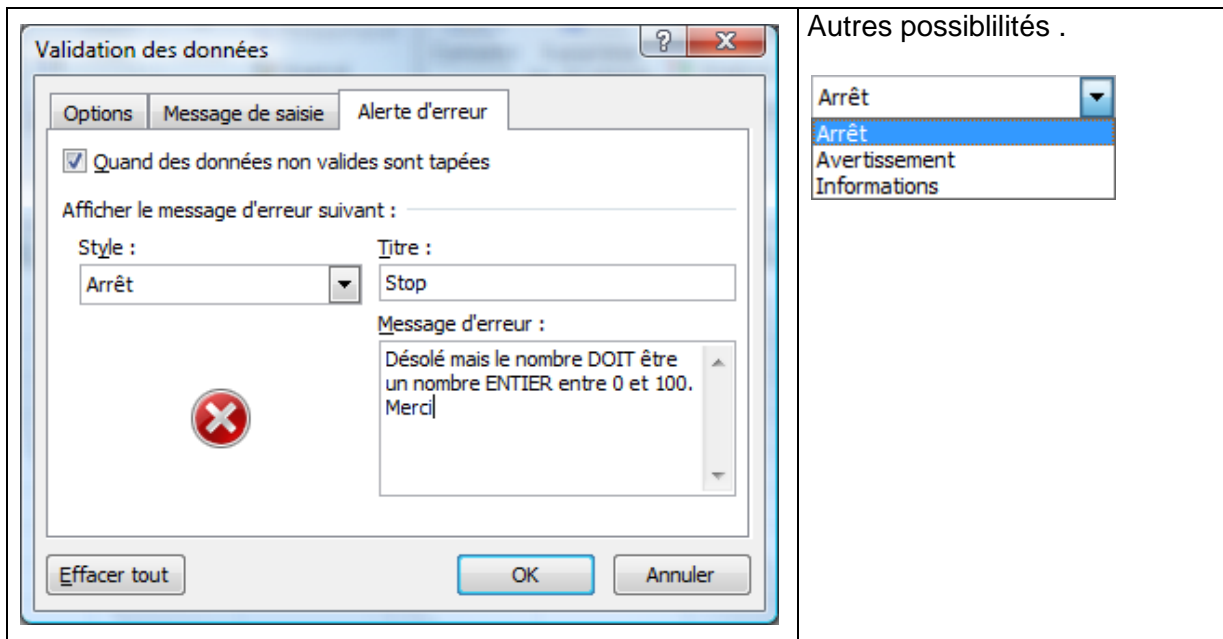 Validation des données
Options Message de saisie Alerte d'erreur
Quand des données non valides sont tapées
Afficher le message d'erreur suivant :
Style : Titre :
Arrêt Stop
Message d'erreur :
Désolé mais le nombre DOIT être
un nombre ENTIER entre 0 et 100.
Merci
Effacer tout OK Annuler
Autres possiblilités .
Arrêt
Arrêt
Avertissement
Informations